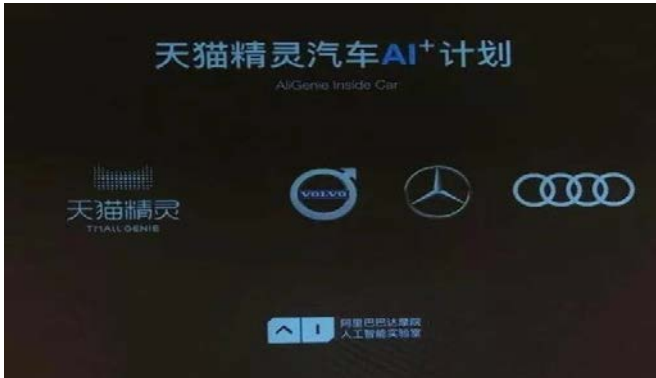 天猫精灵汽车AI+计划
AliGenie Inside Car
天猫精灵
TMALL GENIE
VOLVO
AI
阿里巴巴达摩院
人工智能实验室